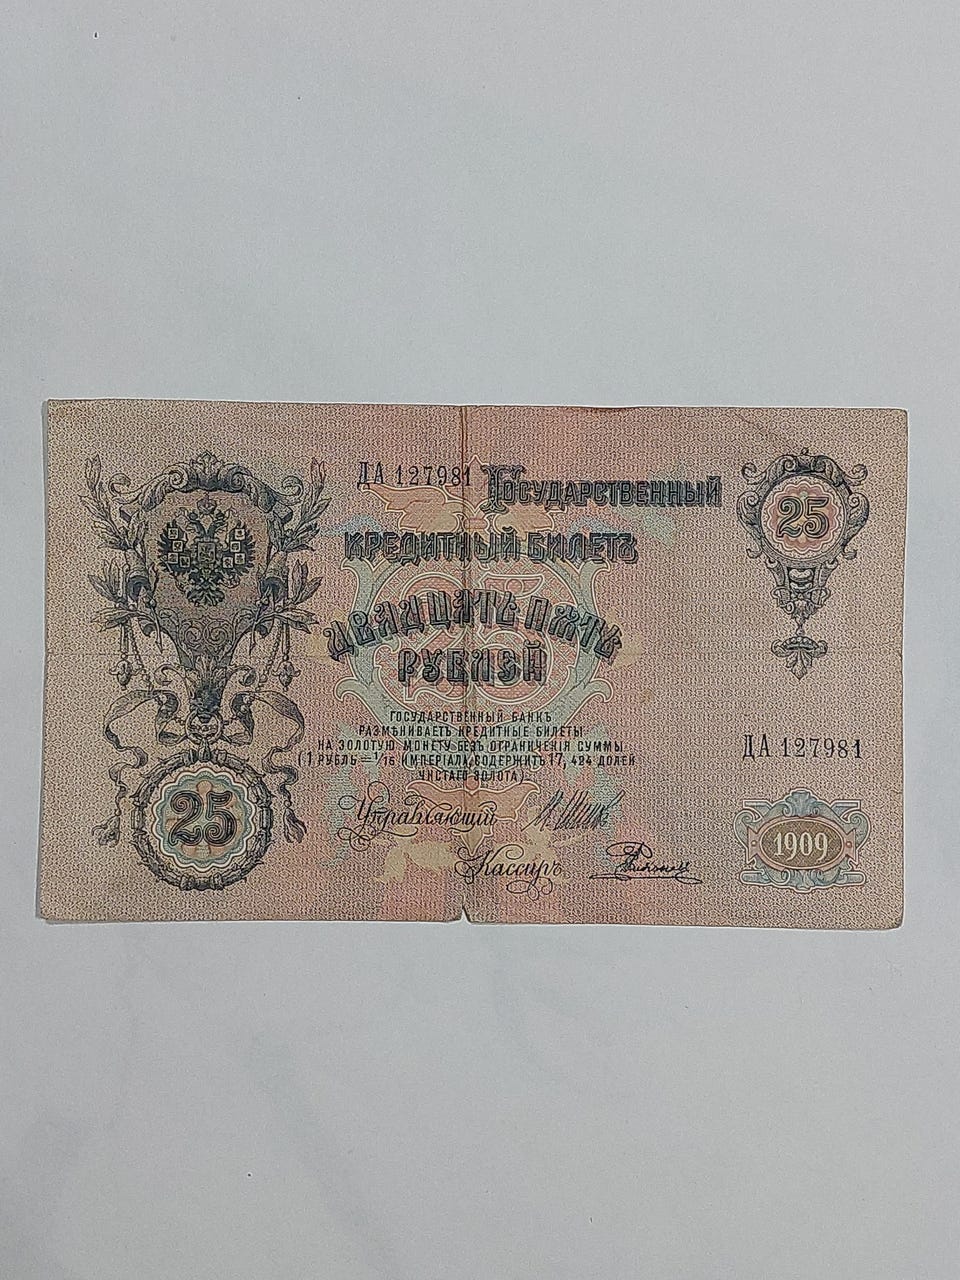 ДА 127981 Государственный
25
Кредитный Билетъ
Двадцать пять
рублей
Государственный Банкъ
размѣниваетъ кредитные билеты
на золотую монету безъ ограниченія суммы
(1 рубль = 1/15 имперіала, содержитъ 17,424 долей
чистаго золота)
ДА 127981
25
Управляющій
1909
Кассиръ